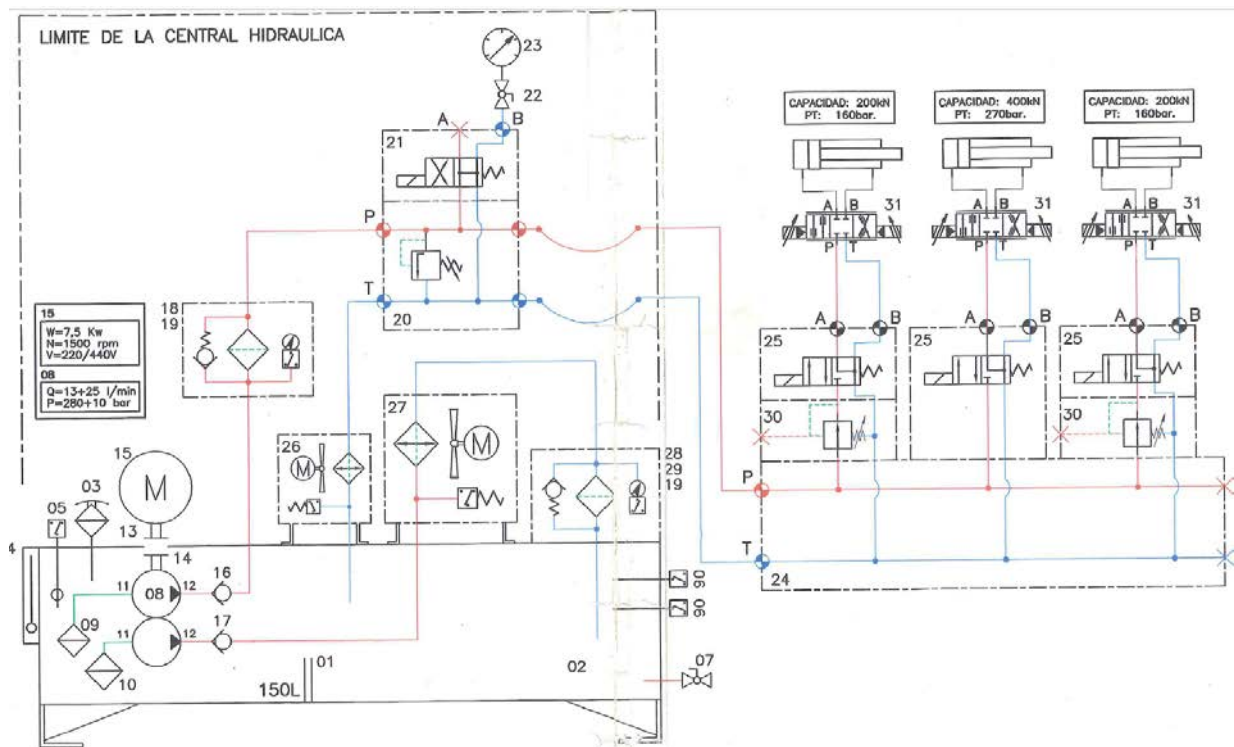 LIMITE DE LA CENTRAL HIDRAULICA
23
22
A
B
21
P
T
20
18
19
15
W=7,5 Kw
N=1500 rpm
V=220/440V
08
Q=13+25 l/min
P=280+10 bar
CAPACIDAD: 200kN
PT: 160bar.
CAPACIDAD: 400kN
PT: 270bar.
CAPACIDAD: 200kN
PT: 160bar.
A B 31
P T
A B 31
P T
A B 31
P T
A B
25
A B
25
A B
25
30
30
P
T
24
15
M
03
05
13
14
4
11 08 12 16
11 12 17
09
10
26
M
27
M
28
29
19
06
06
07
01
02
150L